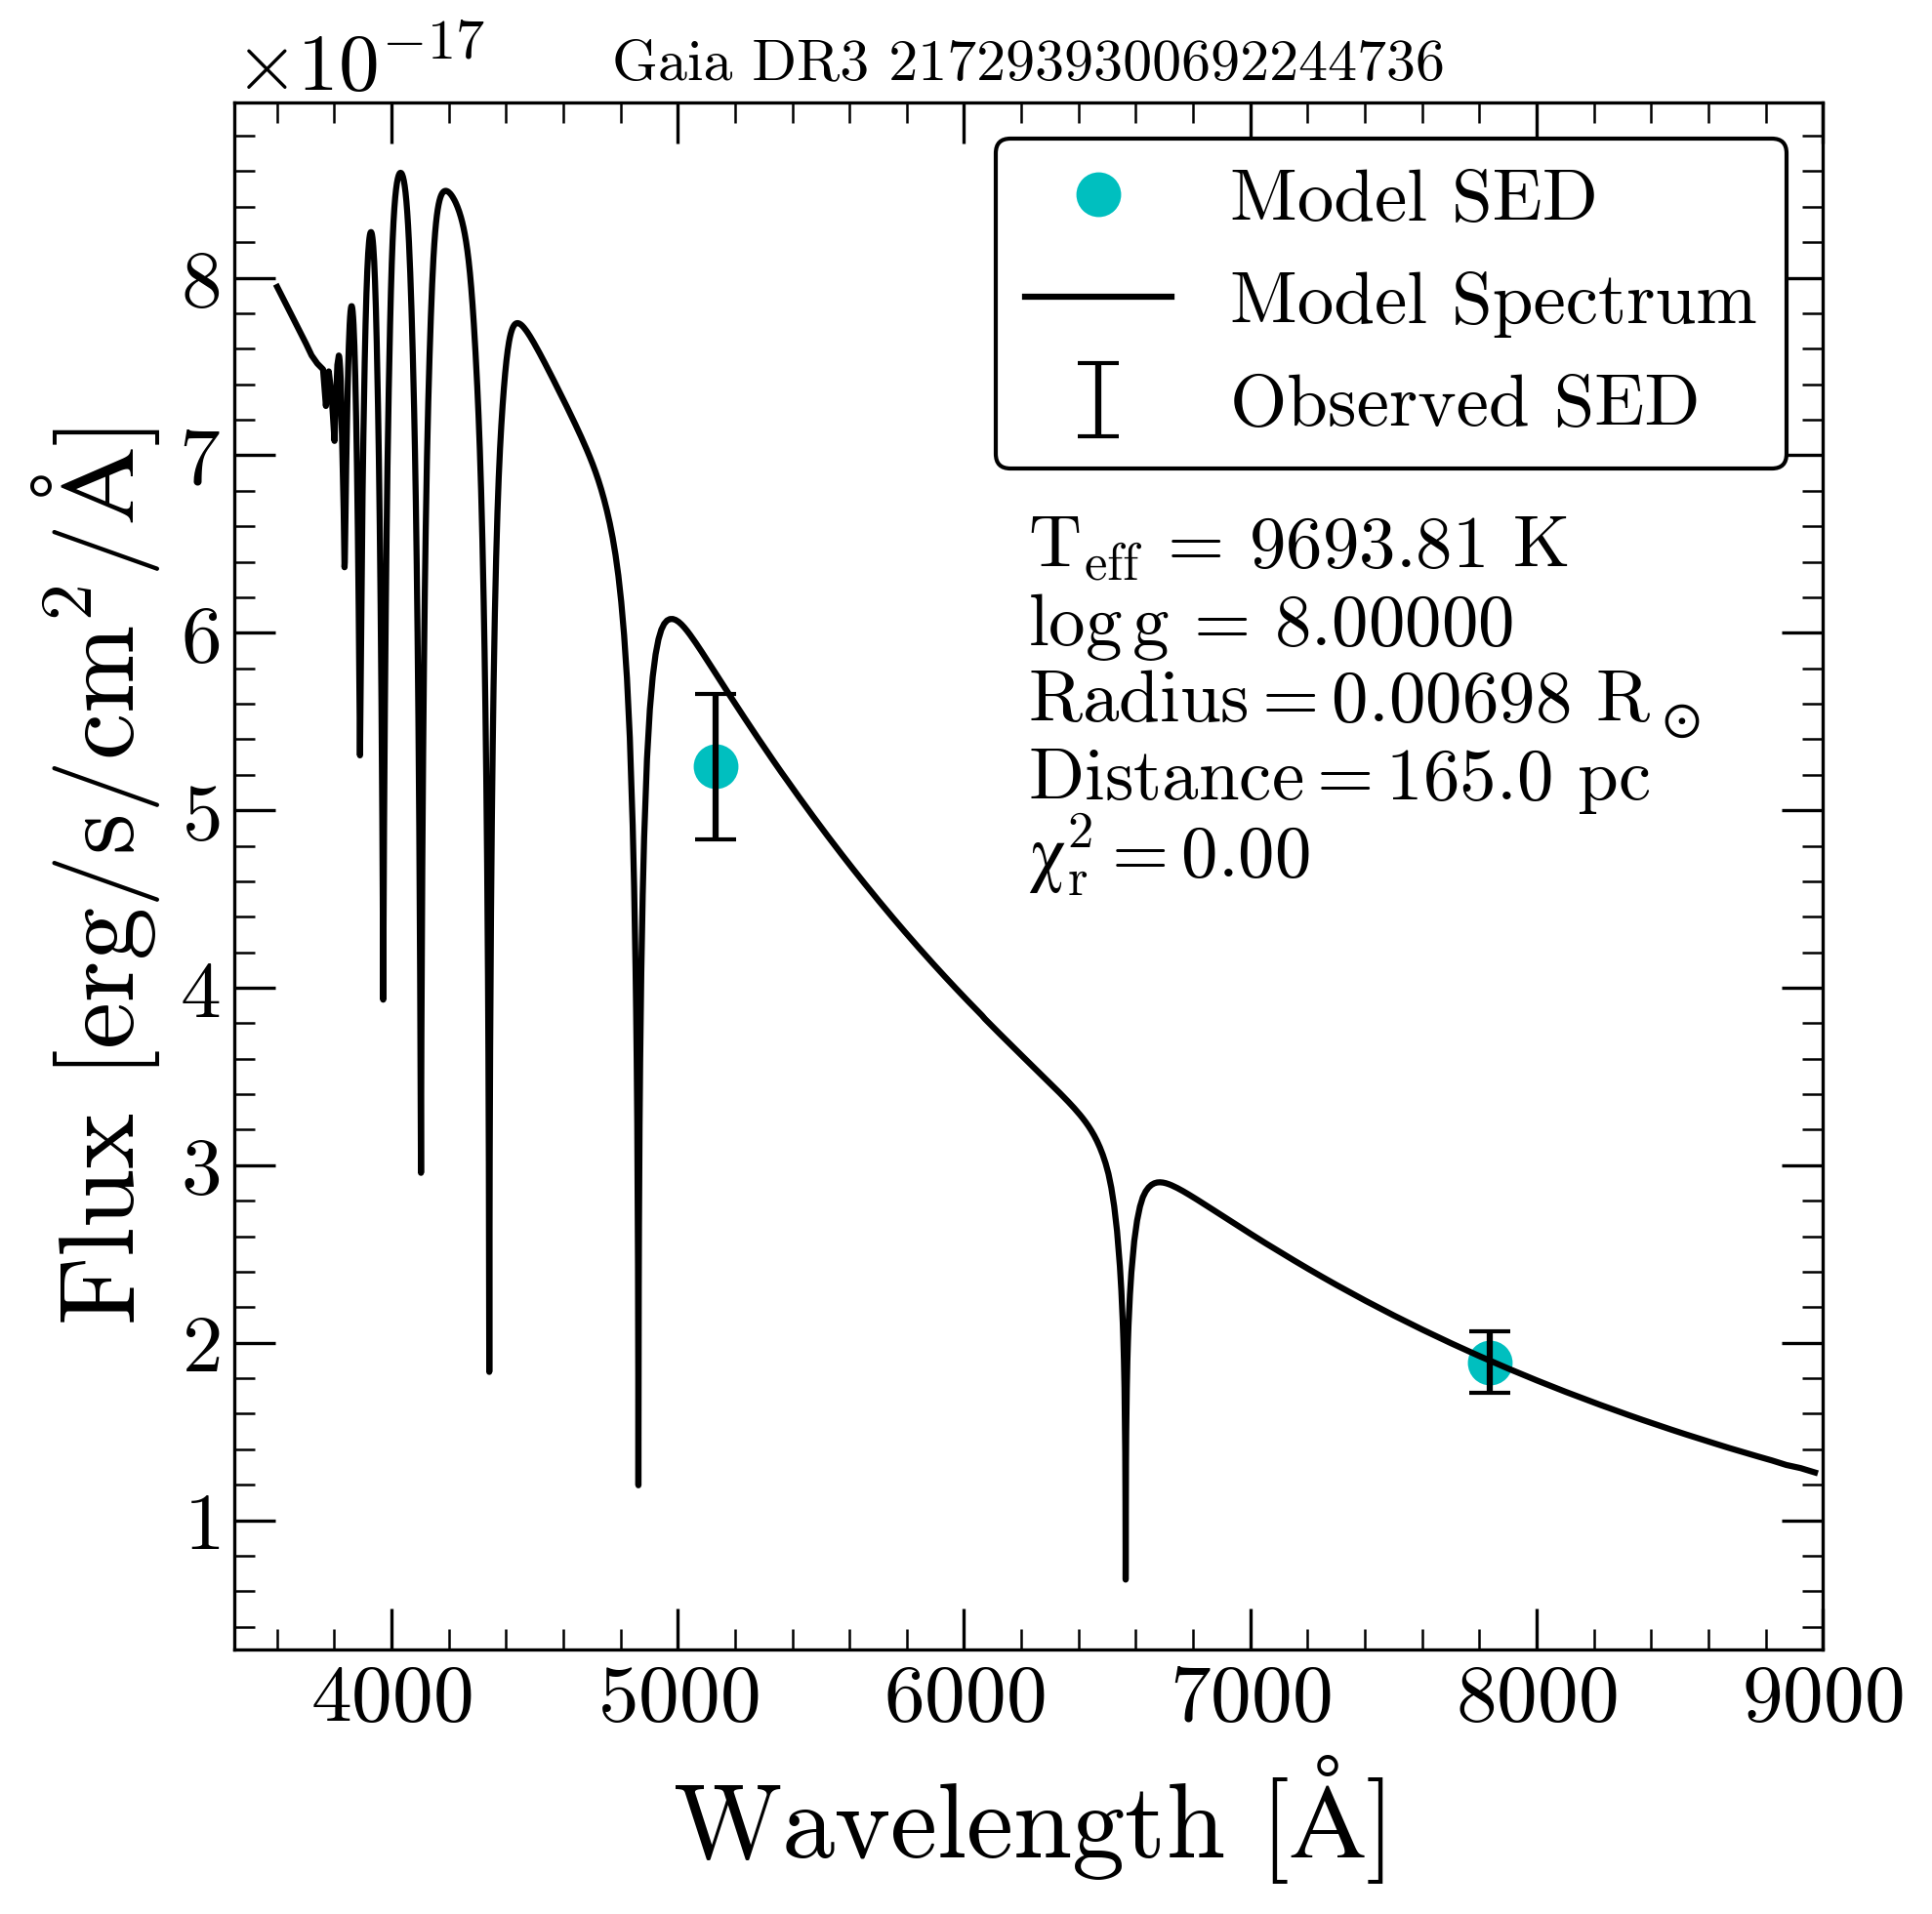 ×10⁻¹⁷
Gaia DR3 2172939300692244736
Model SED
Model Spectrum
Observed SED
T_eff = 9693.81 K
log g = 8.00000
Radius = 0.00698 R_⊙
Distance = 165.0 pc
χ²_r = 0.00
Flux [erg/s/cm²/Å]
8
7
6
5
4
3
2
1
4000 5000 6000 7000 8000 9000
Wavelength [Å]